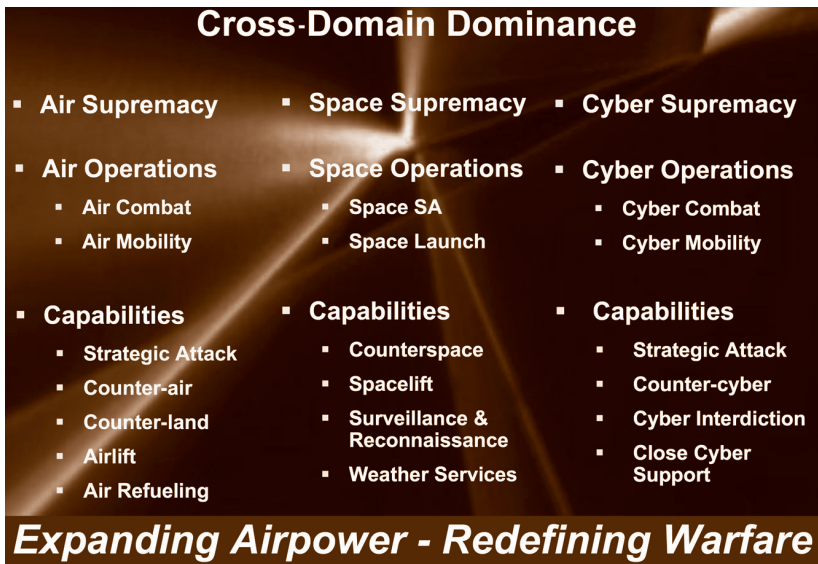 Cross-Domain Dominance
▪ Air Supremacy
▪ Air Operations
▪ Air Combat
▪ Air Mobility
▪ Capabilities
▪ Strategic Attack
▪ Counter-air
▪ Counter-land
▪ Airlift
▪ Air Refueling
▪ Space Supremacy
▪ Space Operations
▪ Space SA
▪ Space Launch
▪ Capabilities
▪ Counterspace
▪ Spacelift
▪ Surveillance &
Reconnaissance
▪ Weather Services
▪ Cyber Supremacy
▪ Cyber Operations
▪ Cyber Combat
▪ Cyber Mobility
▪ Capabilities
▪ Strategic Attack
▪ Counter-cyber
▪ Cyber Interdiction
▪ Close Cyber
Support
Expanding Airpower - Redefining Warfare